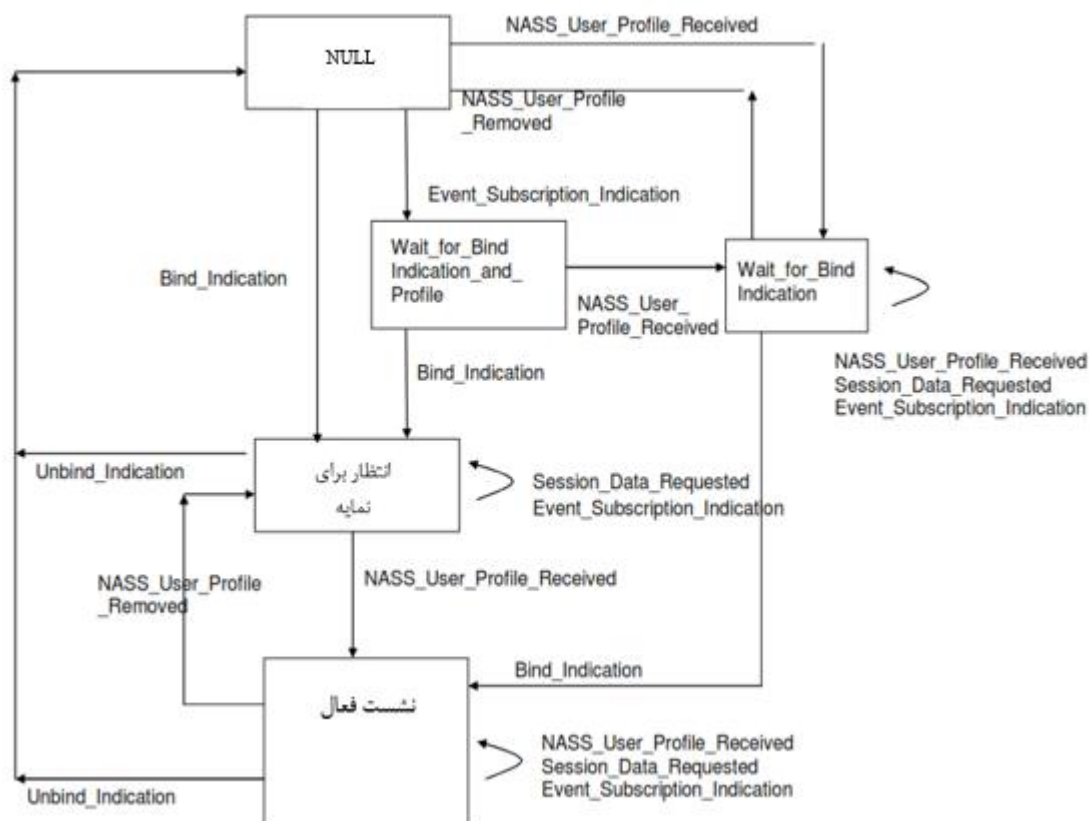 NASS_User_Profile_Received
NULL
NASS_User_Profile
_Removed
Event_Subscription_Indication
Wait_for_Bind
Indication_and_
Profile
Wait_for_Bind
Indication
Bind_Indication
NASS_User_
Profile_Received
Bind_Indication
NASS_User_Profile_Received
Session_Data_Requested
Event_Subscription_Indication
Unbind_Indication
انتظار برای
نمایه
Session_Data_Requested
Event_Subscription_Indication
NASS_User_Profile
_Removed
NASS_User_Profile_Received
Bind_Indication
نشست فعال
NASS_User_Profile_Received
Session_Data_Requested
Event_Subscription_Indication
Unbind_Indication